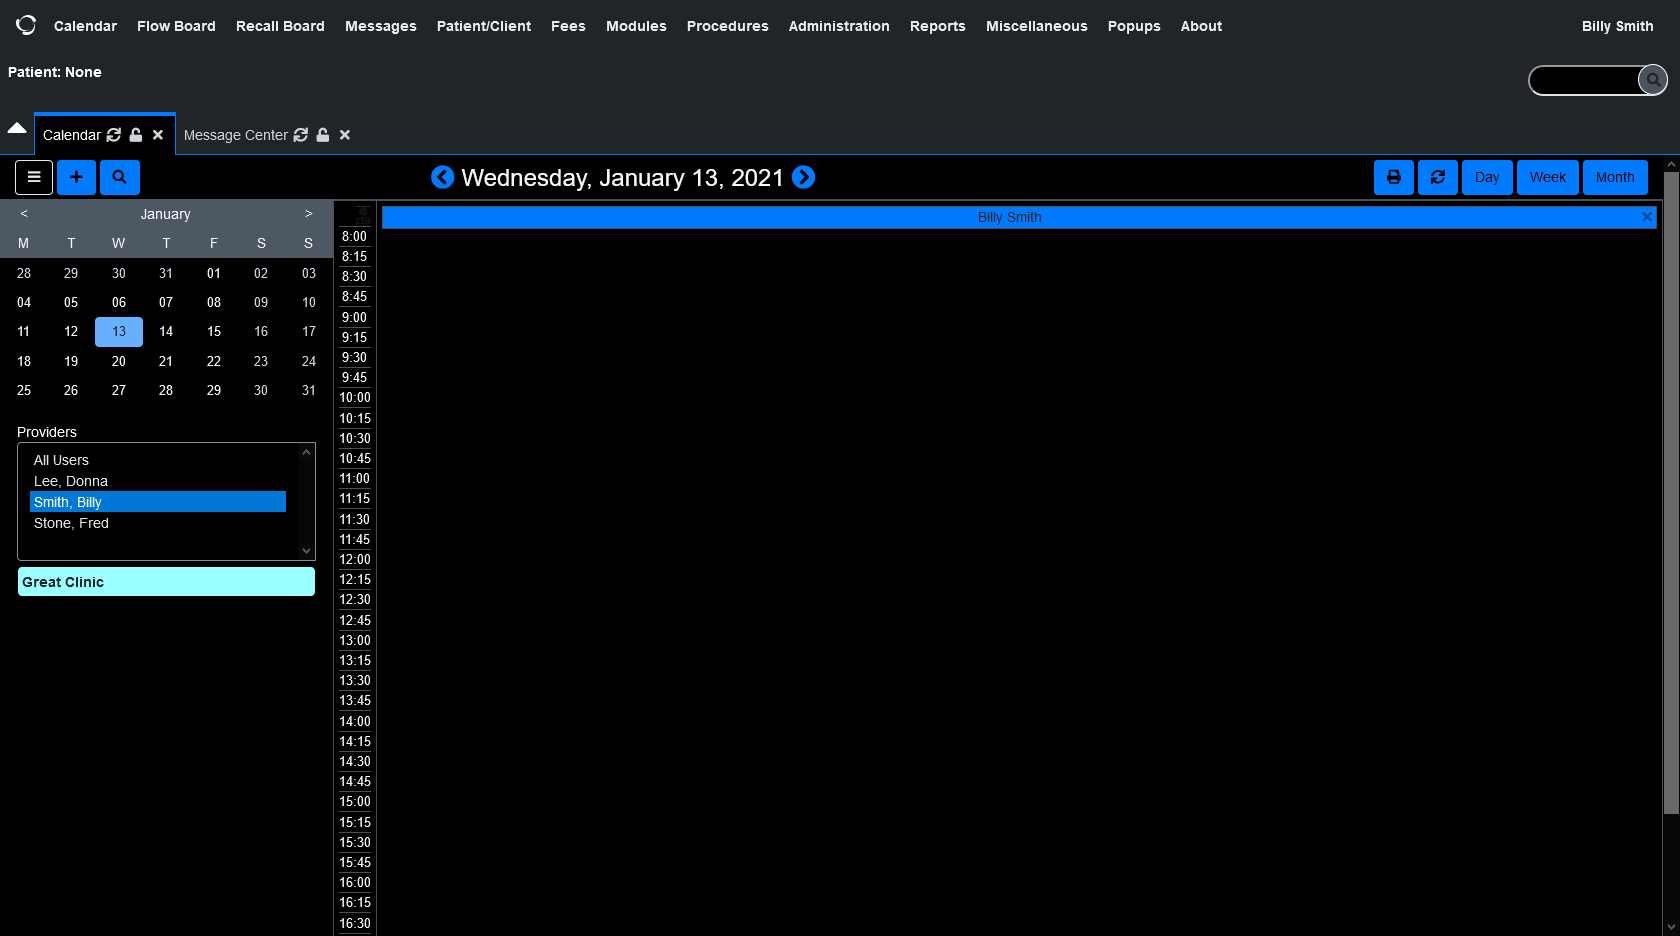 Calendar Flow Board Recall Board Messages Patient/Client Fees Modules Procedures Administration Reports Miscellaneous Popups About Billy Smith
Patient: None
Calendar Message Center
Wednesday, January 13, 2021 Day Week Month
< January >
M T W T F S S
28 29 30 31 01 02 03
04 05 06 07 08 09 10
11 12 13 14 15 16 17
18 19 20 21 22 23 24
25 26 27 28 29 30 31
Providers
All Users
Lee, Donna
Smith, Billy
Stone, Fred
Great Clinic
Billy Smith
8:00
8:15
8:30
8:45
9:00
9:15
9:30
9:45
10:00
10:15
10:30
10:45
11:00
11:15
11:30
11:45
12:00
12:15
12:30
12:45
13:00
13:15
13:30
13:45
14:00
14:15
14:30
14:45
15:00
15:15
15:30
15:45
16:00
16:15
16:30